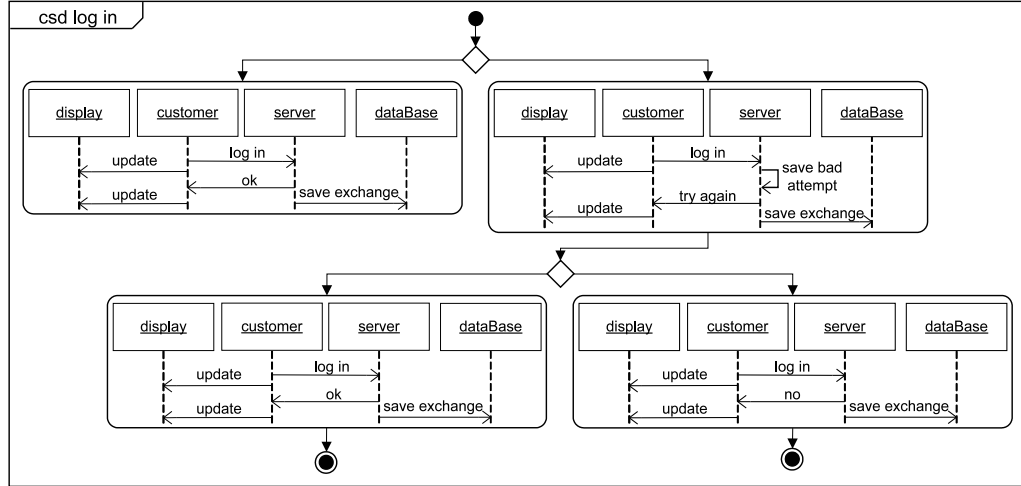 csd log in
display customer server dataBase
update log in
ok
update save exchange
display customer server dataBase
update log in
save bad
attempt
try again
update save exchange
display customer server dataBase
update log in
ok
update save exchange
display customer server dataBase
update log in
no
update save exchange